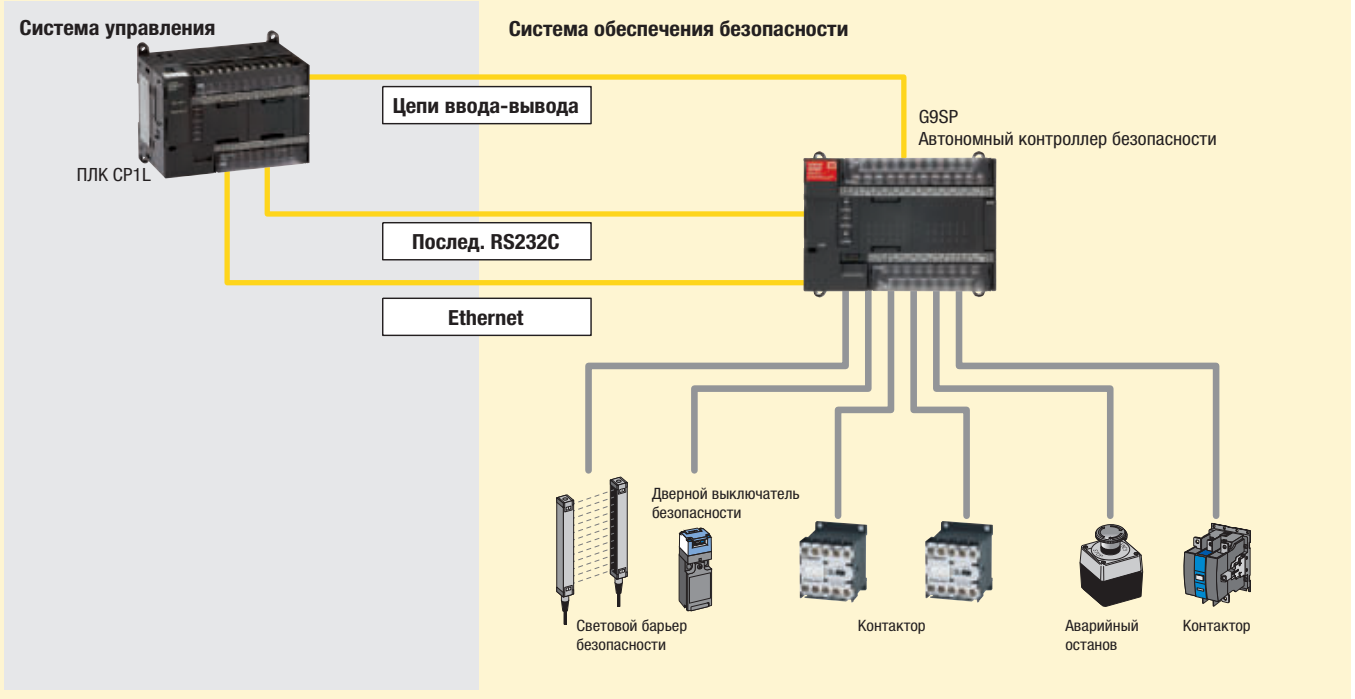 Система управления
Система обеспечения безопасности
Цепи ввода-вывода
G9SP
Автономный контроллер безопасности
ПЛК CP1L
Послед. RS232C
Ethernet
Дверной выключатель
безопасности
Световой барьер
безопасности
Контактор
Аварийный
останов
Контактор